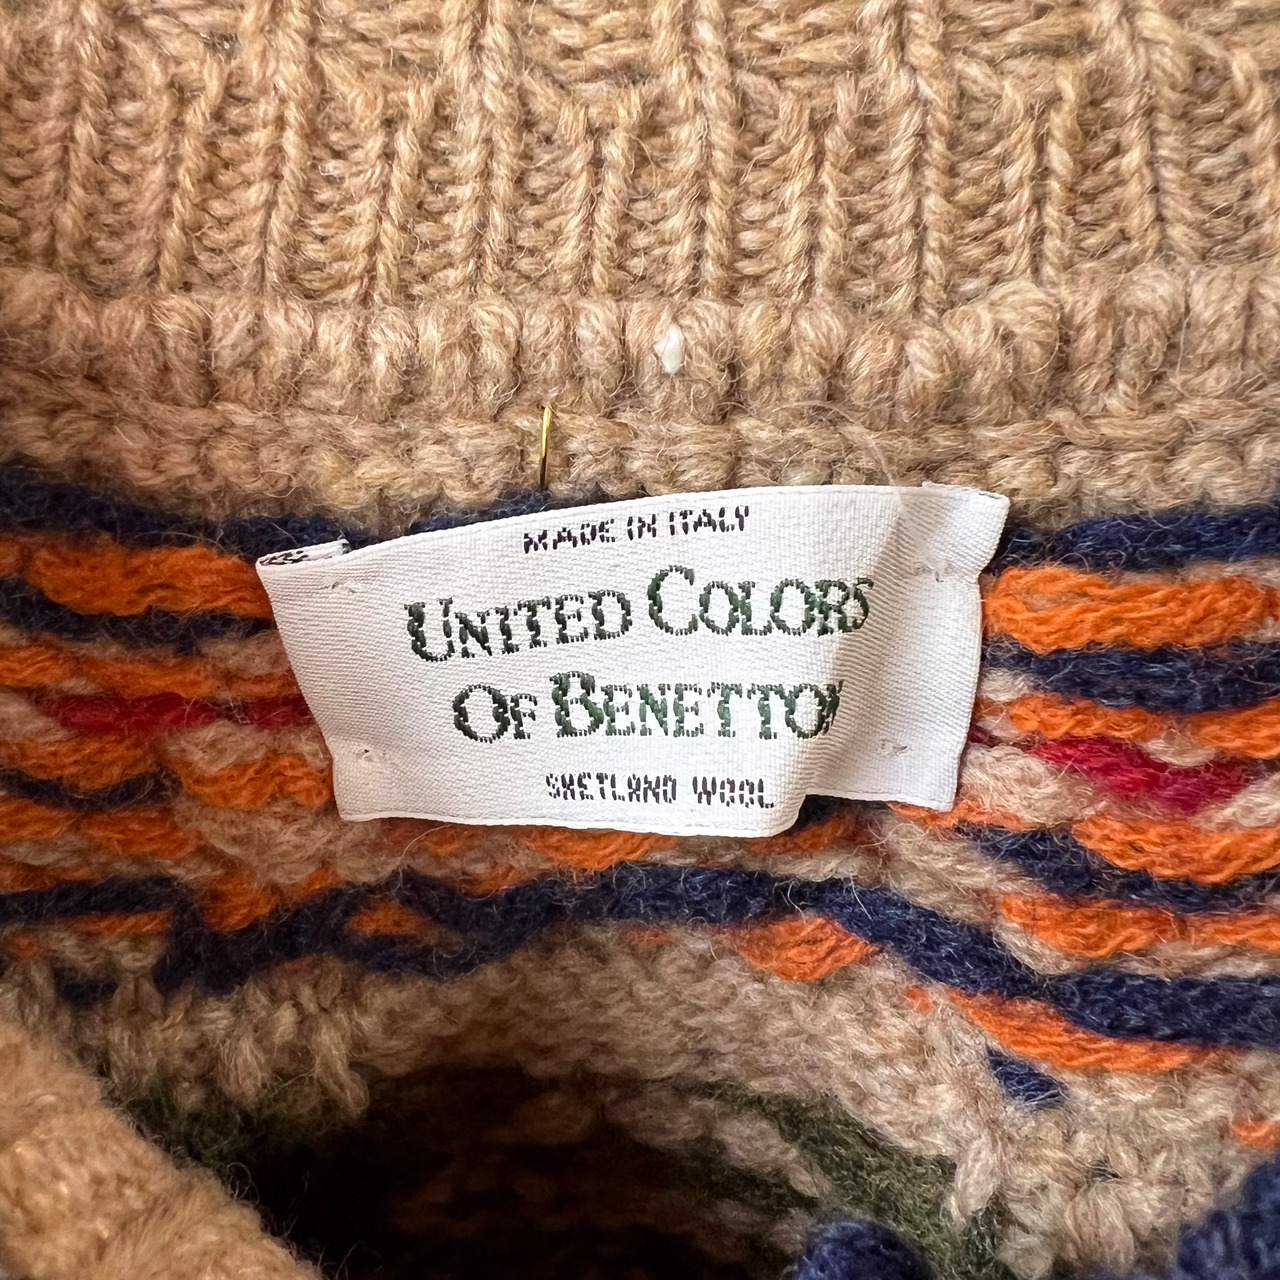 MADE IN ITALY
UNITED COLORS
OF BENETTON
SHETLAND WOOL